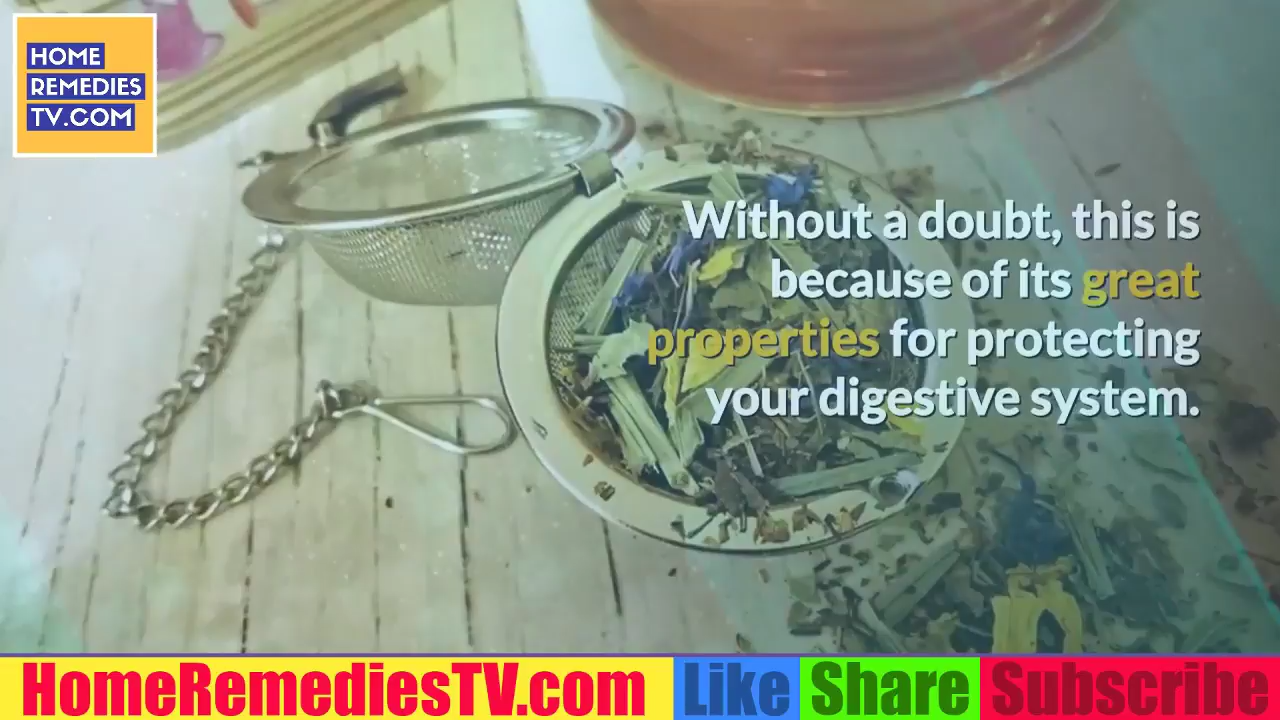 HOME
REMEDIES
TV.COM
Without a doubt, this is
because of its great
properties for protecting
your digestive system.
HomeRemediesTV.com Like Share Subscribe